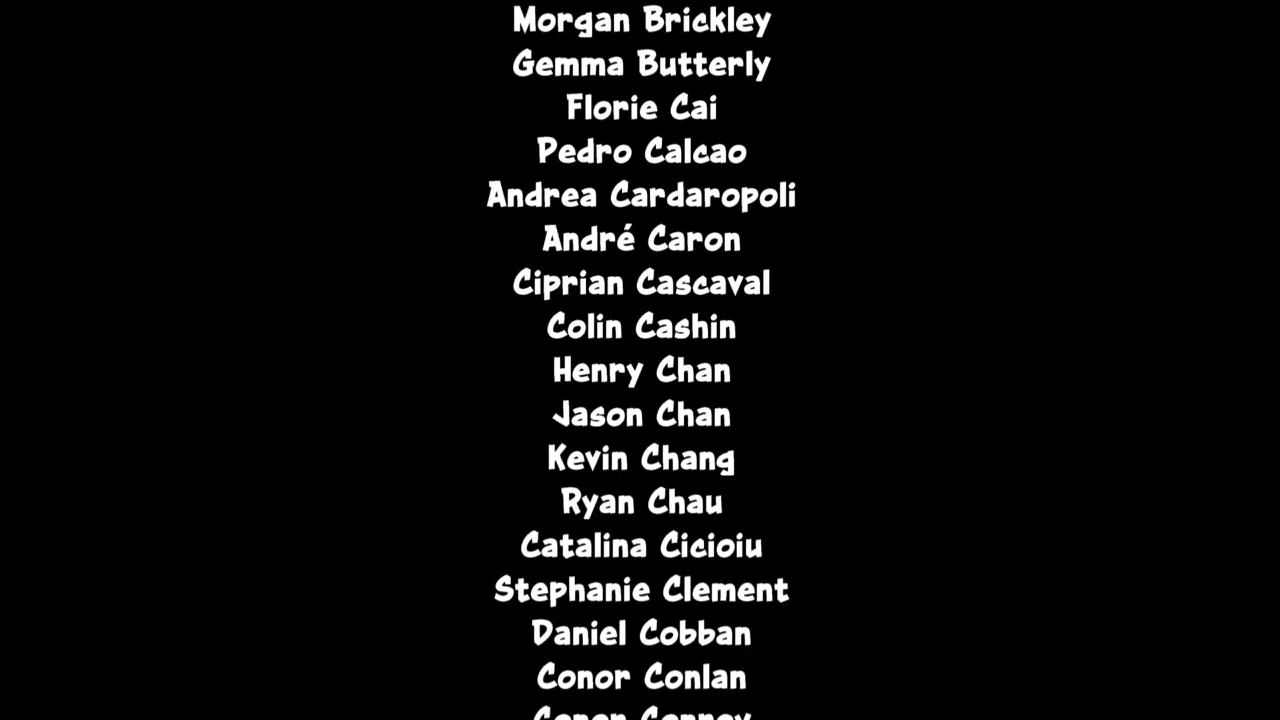 Morgan Brickley
Gemma Butterly
Florie Cai
Pedro Calcao
Andrea Cardaropoli
André Caron
Ciprian Cascaval
Colin Cashin
Henry Chan
Jason Chan
Kevin Chang
Ryan Chau
Catalina Cicioiu
Stephanie Clement
Daniel Cobban
Conor Conlan